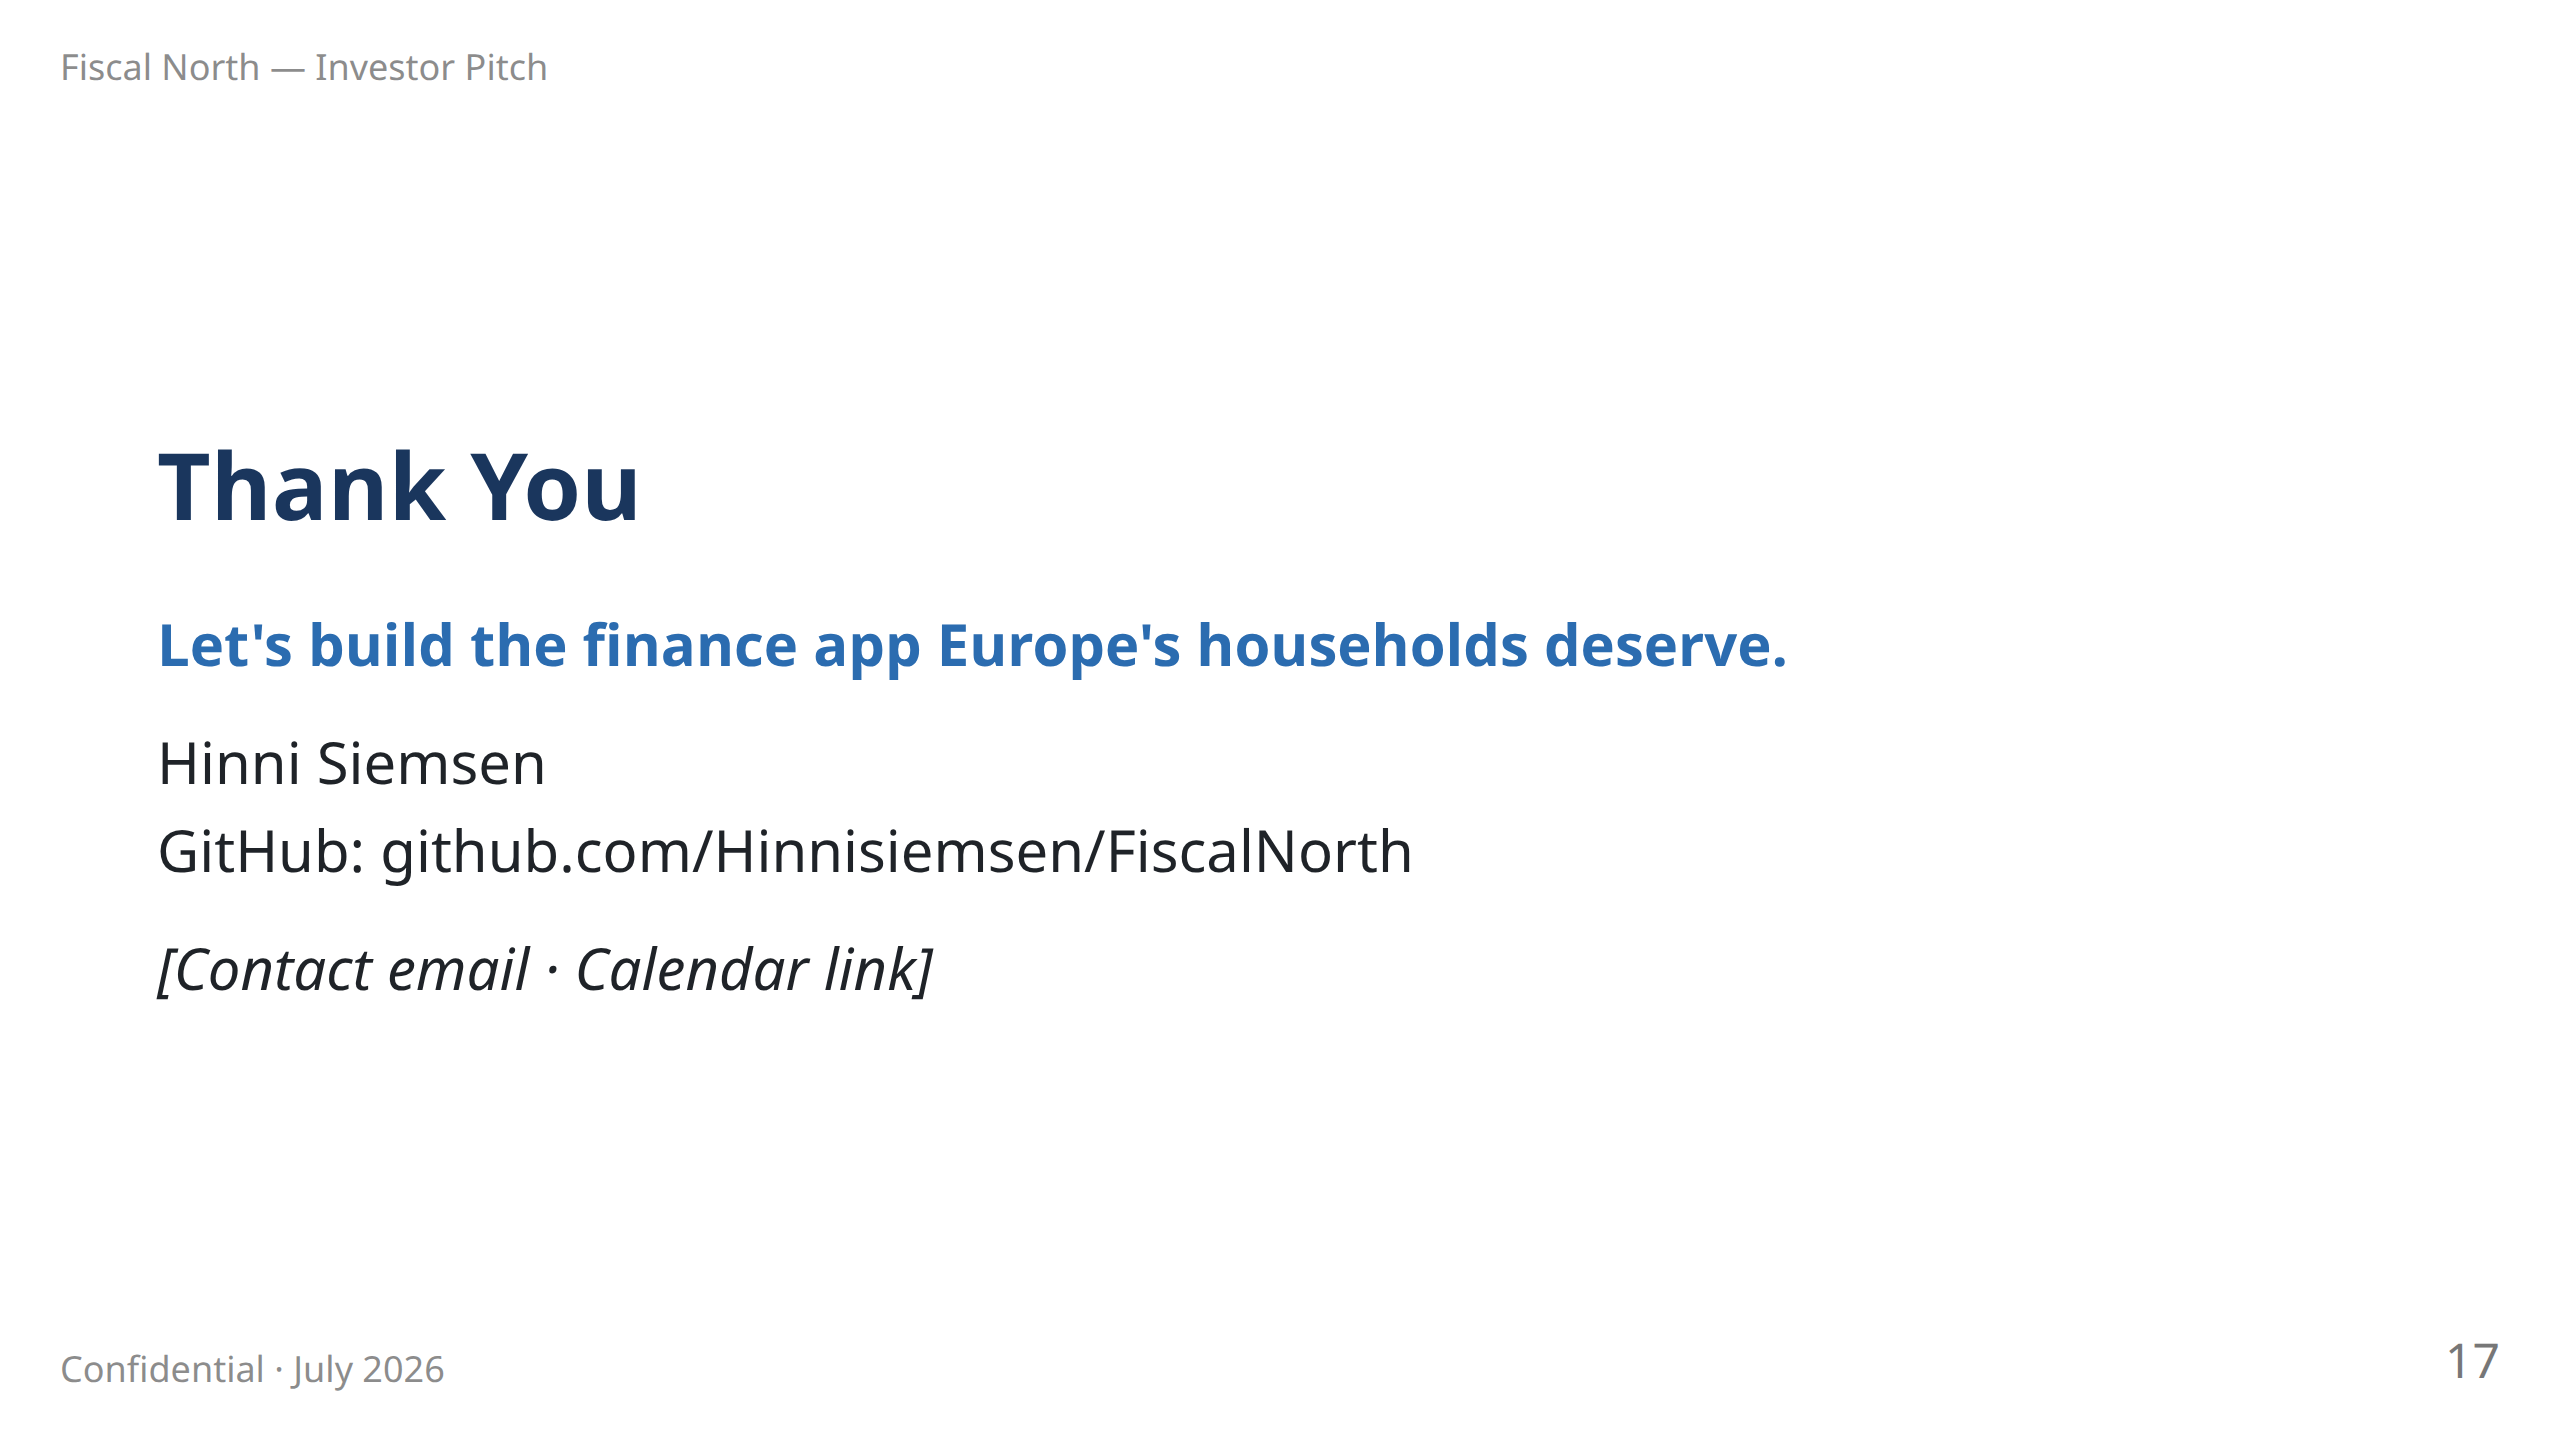 Fiscal North — Investor Pitch
Thank You
Let's build the finance app Europe's households deserve.
Hinni Siemsen
GitHub: github.com/Hinnisiemsen/FiscalNorth
[Contact email · Calendar link]
Confidential · July 2026
17